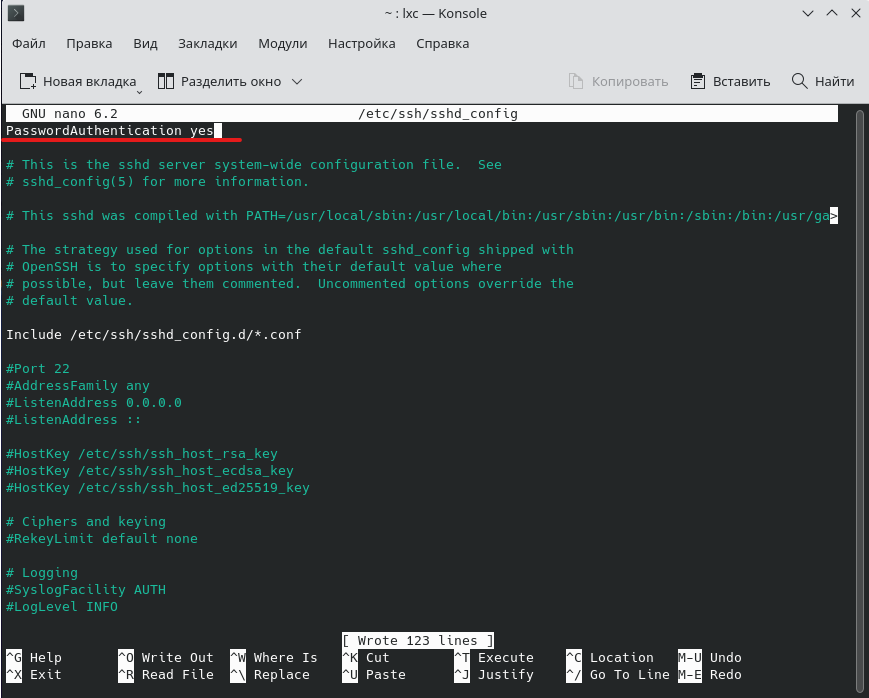 ~ : lxc — Konsole
Файл Правка Вид Закладки Модули Настройка Справка
Новая вкладка Разделить окно Копировать Вставить Найти
GNU nano 6.2 /etc/ssh/sshd_config
PasswordAuthentication yes
# This is the sshd server system-wide configuration file.  See
# sshd_config(5) for more information.
# This sshd was compiled with PATH=/usr/local/sbin:/usr/local/bin:/usr/sbin:/usr/bin:/sbin:/bin:/usr/ga>
# The strategy used for options in the default sshd_config shipped with
# OpenSSH is to specify options with their default value where
# possible, but leave them commented.  Uncommented options override the
# default value.
Include /etc/ssh/sshd_config.d/*.conf
#Port 22
#AddressFamily any
#ListenAddress 0.0.0.0
#ListenAddress ::
#HostKey /etc/ssh/ssh_host_rsa_key
#HostKey /etc/ssh/ssh_host_ecdsa_key
#HostKey /etc/ssh/ssh_host_ed25519_key
# Ciphers and keying
#RekeyLimit default none
# Logging
#SyslogFacility AUTH
#LogLevel INFO
[ Wrote 123 lines ]
^G Help ^O Write Out ^W Where Is ^K Cut ^T Execute ^C Location M-U Undo
^X Exit ^R Read File ^\ Replace ^U Paste ^J Justify ^/ Go To Line M-E Redo